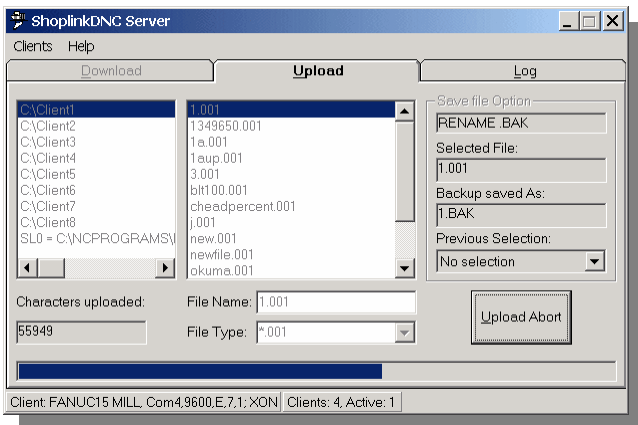 ShoplinkDNC Server
Clients Help
Download Upload Log
C:\Client1
C:\Client2
C:\Client3
C:\Client4
C:\Client5
C:\Client6
C:\Client7
C:\Client8
SL0 = C:\NCPROGRAMS\
1.001
1349650.001
1a.001
1aup.001
3.001
blt100.001
cheadpercent.001
j.001
new.001
newfile.001
okuma.001
Save file Option
RENAME .BAK
Selected File:
1.001
Backup saved As:
1.BAK
Previous Selection:
No selection
Characters uploaded:
55949
File Name: 1.001
File Type: *.001
Upload Abort
Client: FANUC15 MILL, Com4,9600,E,7,1; XON Clients: 4, Active: 1